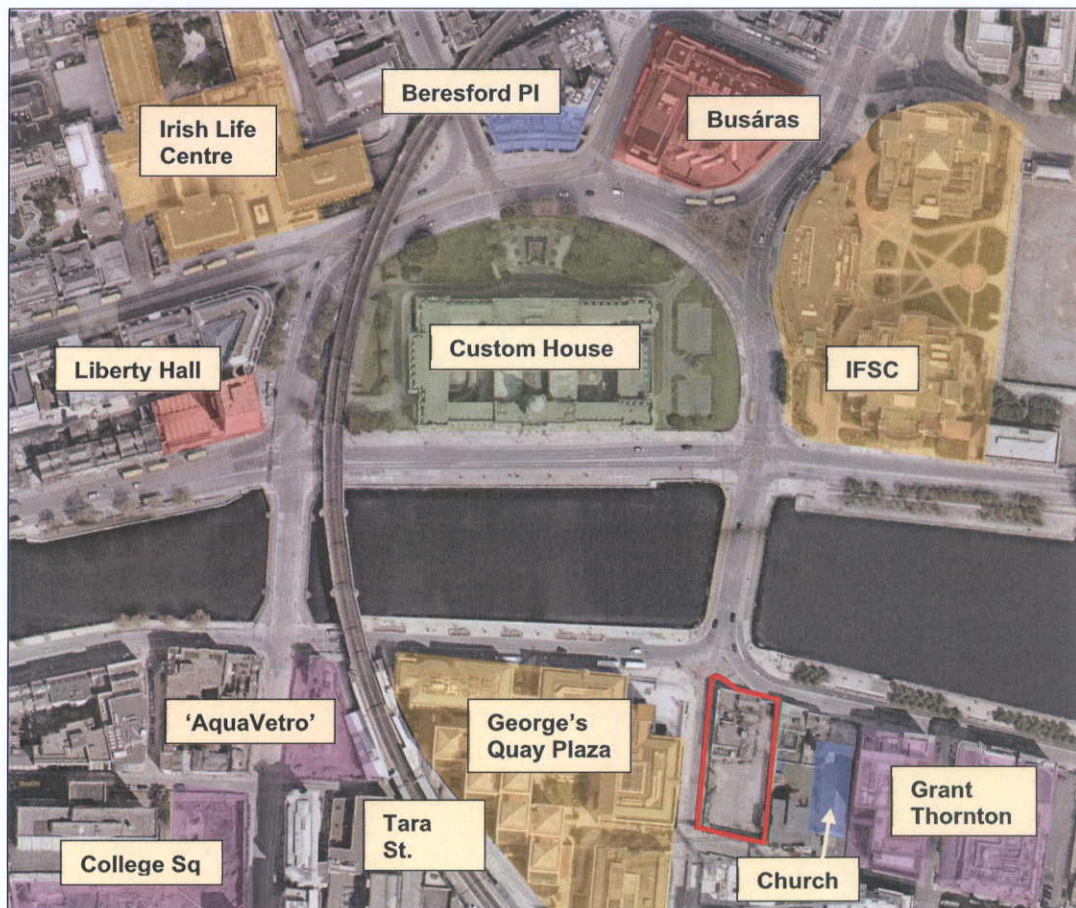 Beresford Pl
Busáras
Irish Life
Centre
Custom House
Liberty Hall
IFSC
'AquaVetro'
George's
Quay Plaza
Grant
Thornton
Tara
St.
College Sq
Church